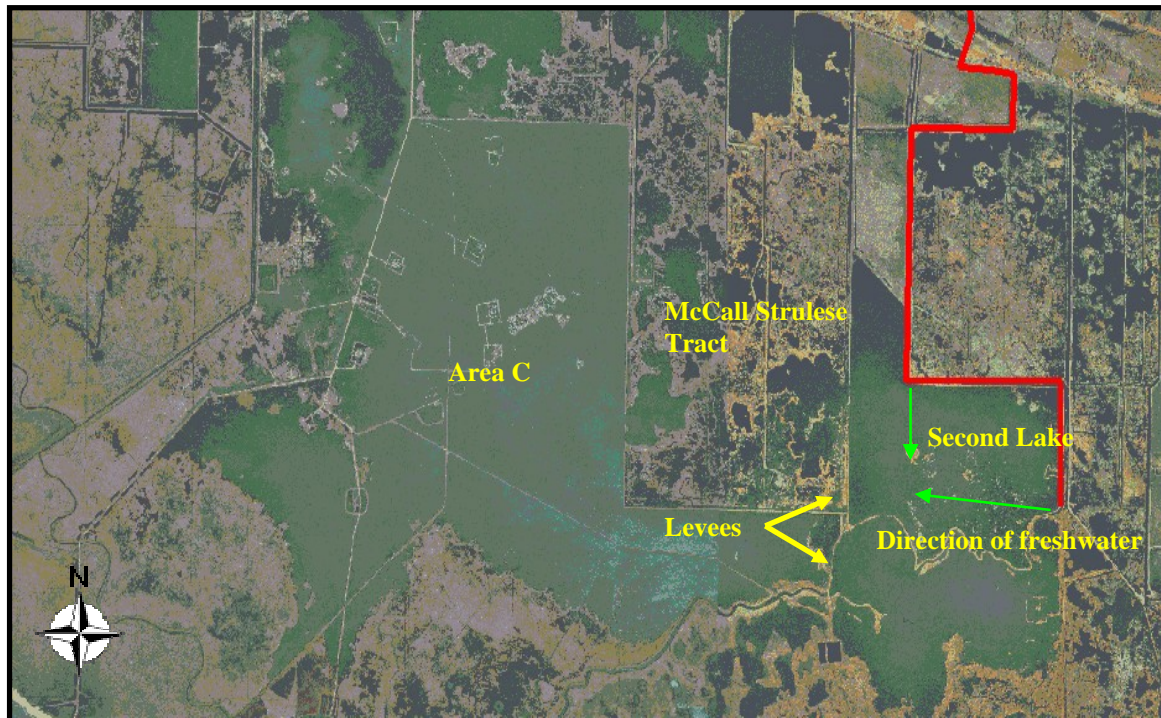 McCall Strulese
Tract
Area C
Second Lake
Levees
Direction of freshwater
N